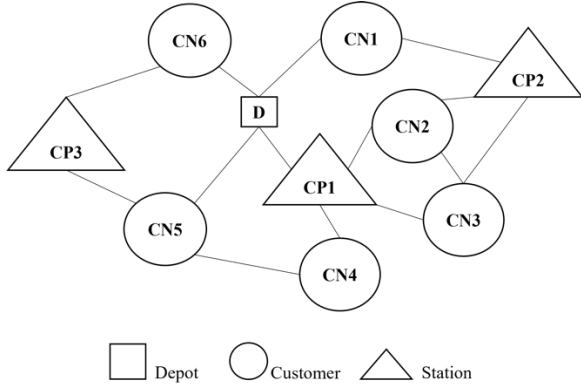 CN6
CN1
CP2
D
CN2
CP3
CP1
CN3
CN5
CN4
Depot
Customer
Station